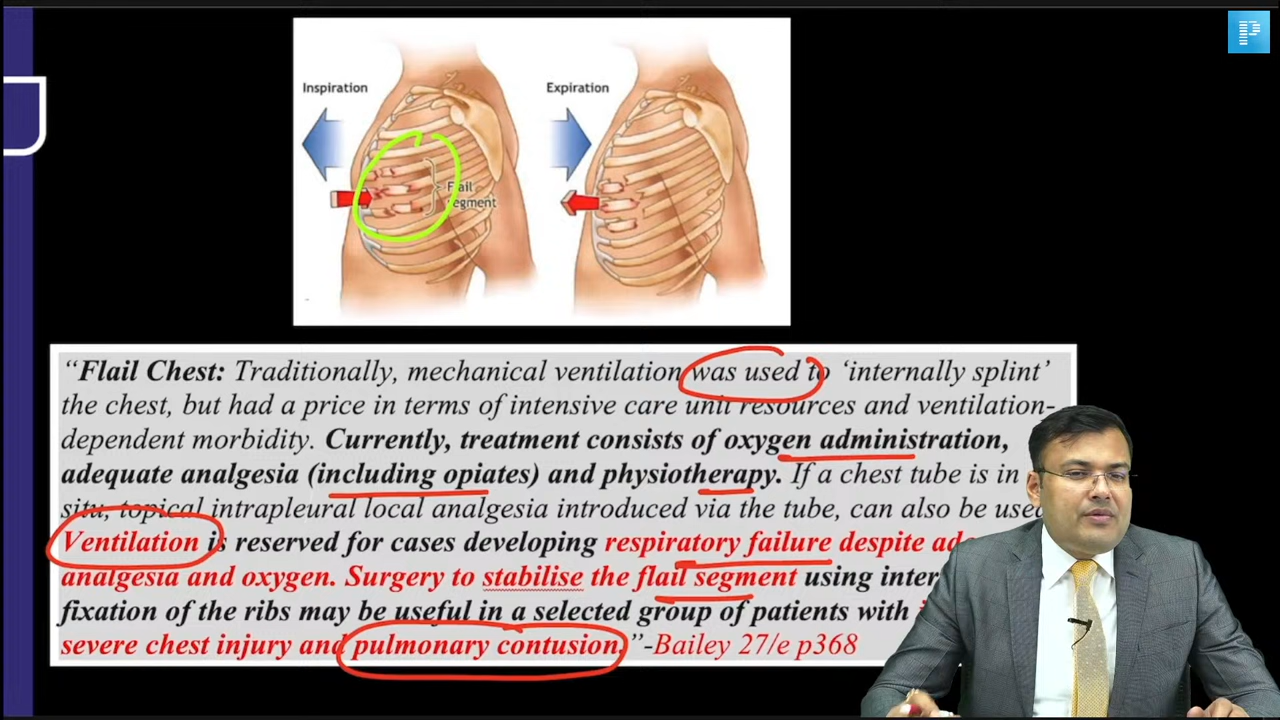 Inspiration
Expiration
Flail
segment
“Flail Chest: Traditionally, mechanical ventilation was used to ‘internally splint’
the chest, but had a price in terms of intensive care unit resources and ventilation-
dependent morbidity. Currently, treatment consists of oxygen administration,
adequate analgesia (including opiates) and physiotherapy. If a chest tube is in
situ, topical intrapleural local analgesia introduced via the tube, can also be used
Ventilation is reserved for cases developing respiratory failure despite
analgesia and oxygen. Surgery to stabilise the flail segment using
fixation of the ribs may be useful in a selected group of patients with
severe chest injury and pulmonary contusion.”-Bailey 27/e p368
P